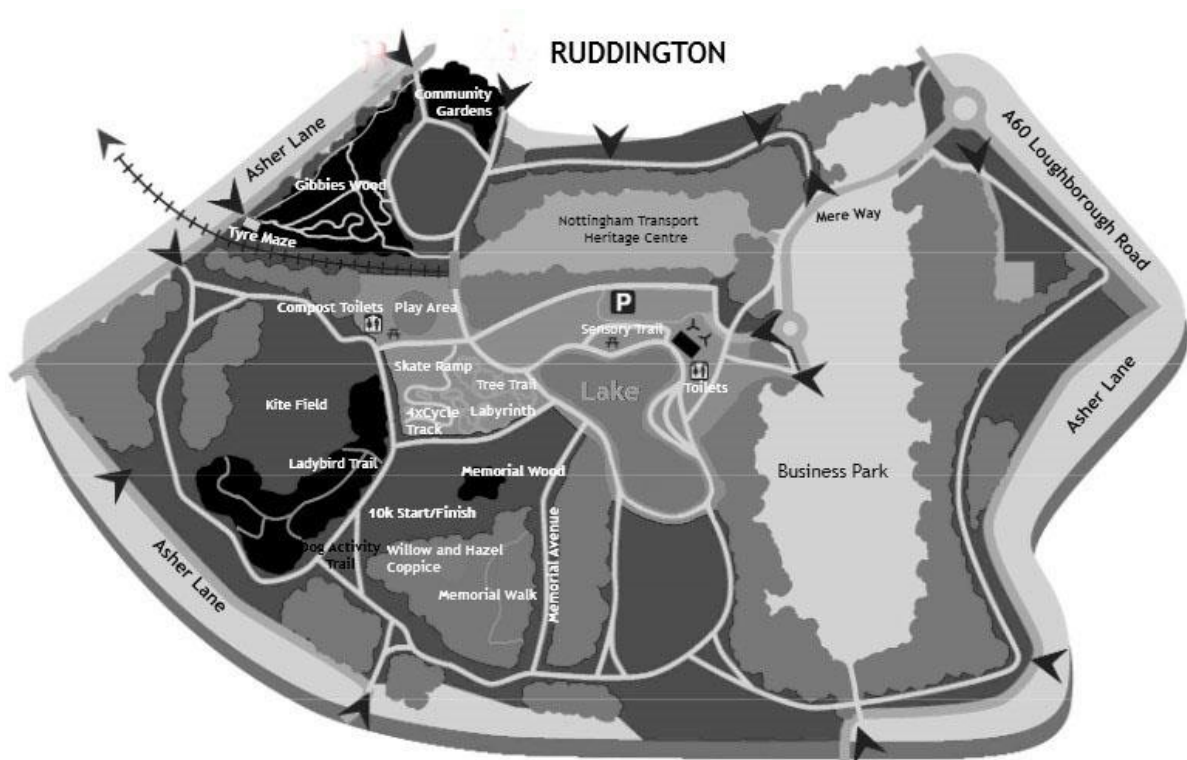 RUDDINGTON
Community
Gardens
A60 Loughborough Road
Asher Lane
Gibbies Wood
Tyre Maze
Nottingham Transport
Heritage Centre
Mere Way
Compost Toilets
Play Area
P
Sensory Trail
Skate Ramp
Tree Trail
Lake
Toilets
Kite Field
4xCycle
Track
Labyrinth
Asher Lane
Ladybird Trail
Memorial Wood
Business Park
10k Start/Finish
Dog Activity
Trail
Willow and Hazel
Coppice
Memorial Avenue
Asher Lane
Memorial Walk